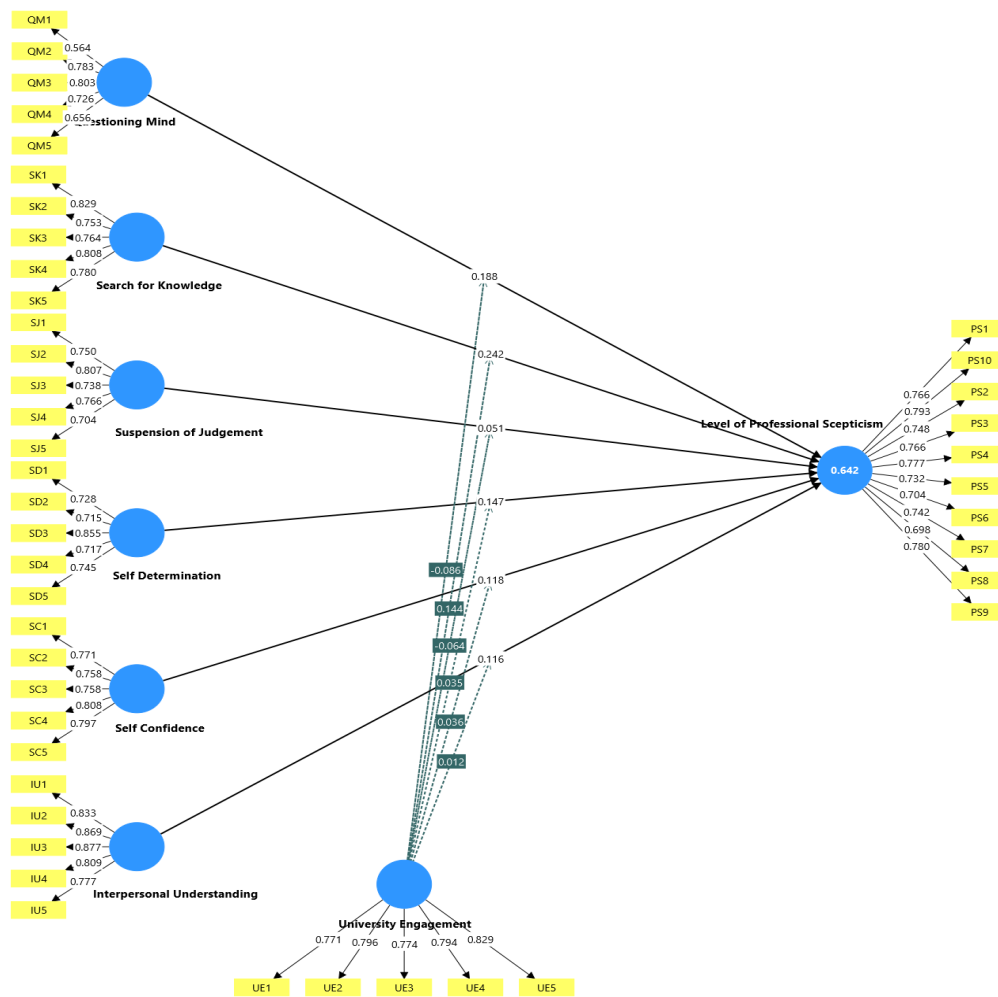 QM1
QM2
QM3
QM4
QM5
0.564
0.783
0.803
0.726
0.656
estioning Mind
SK1
SK2
SK3
SK4
SK5
0.829
0.753
0.764
0.808
0.780
Search for Knowledge
SJ1
SJ2
SJ3
SJ4
SJ5
0.750
0.807
0.738
0.766
0.704
Suspension of Judgement
SD1
SD2
SD3
SD4
SD5
0.728
0.715
0.855
0.717
0.745
Self Determination
SC1
SC2
SC3
SC4
SC5
0.771
0.758
0.758
0.808
0.797
Self Confidence
IU1
IU2
IU3
IU4
IU5
0.833
0.869
0.877
0.809
0.777
Interpersonal Understanding
0.188
0.242
0.051
0.147
0.118
0.116
-0.086
0.144
-0.064
0.035
0.036
0.012
University Engagement
0.771
0.796
0.774
0.794
0.829
UE1
UE2
UE3
UE4
UE5
Level of Professional Scepticism
0.642
0.766
0.793
0.748
0.766
0.777
0.732
0.704
0.742
0.698
0.780
PS1
PS10
PS2
PS3
PS4
PS5
PS6
PS7
PS8
PS9